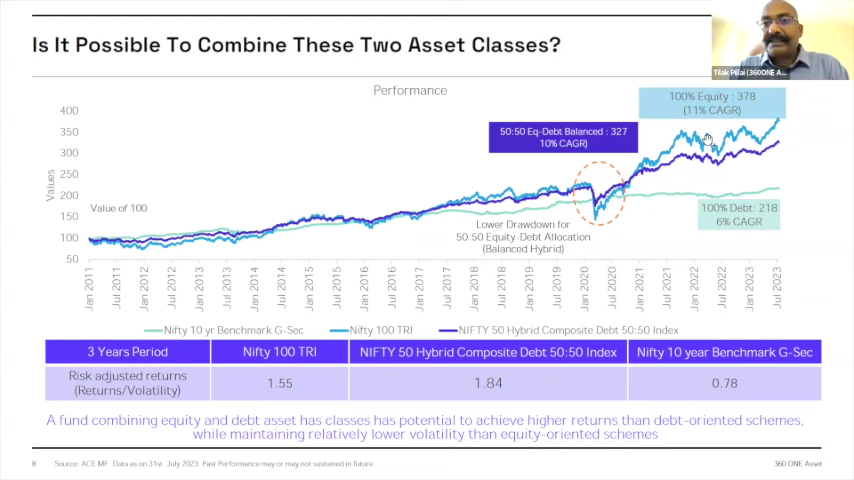 Is It Possible To Combine These Two Asset Classes?
Tilak Pillai (360ONE A...
Performance
100% Equity : 378
(11% CAGR)
50:50 Eq-Debt Balanced : 327
10% CAGR)
400
350
300
250
200
150
100
50
Values
Value of 100
100% Debt: 218
6% CAGR
Lower Drawdown for
50:50 Equity-Debt Allocation
(Balanced Hybrid)
Jan 2011
Jul 2011
Jan 2012
Jul 2012
Jan 2013
Jul 2013
Jan 2014
Jul 2014
Jan 2015
Jul 2015
Jan 2016
Jul 2016
Jan 2017
Jul 2017
Jan 2018
Jul 2018
Jan 2019
Jul 2019
Jan 2020
Jul 2020
Jan 2021
Jul 2021
Jan 2022
Jul 2022
Jan 2023
Jul 2023
Nifty 10 yr Benchmark G-Sec Nifty 100 TRI NIFTY 50 Hybrid Composite Debt 50:50 Index
3 Years Period Nifty 100 TRI NIFTY 50 Hybrid Composite Debt 50:50 Index Nifty 10 year Benchmark G-Sec
Risk adjusted returns
(Returns/Volatility) 1.55 1.84 0.78
A fund combining equity and debt asset has classes has potential to achieve higher returns than debt-oriented schemes,
while maintaining relatively lower volatility than equity-oriented schemes
8 Source: ACE MF. Data as on 31st. July 2023. Past Performance may or may not sustained in future. 360 ONE Asset